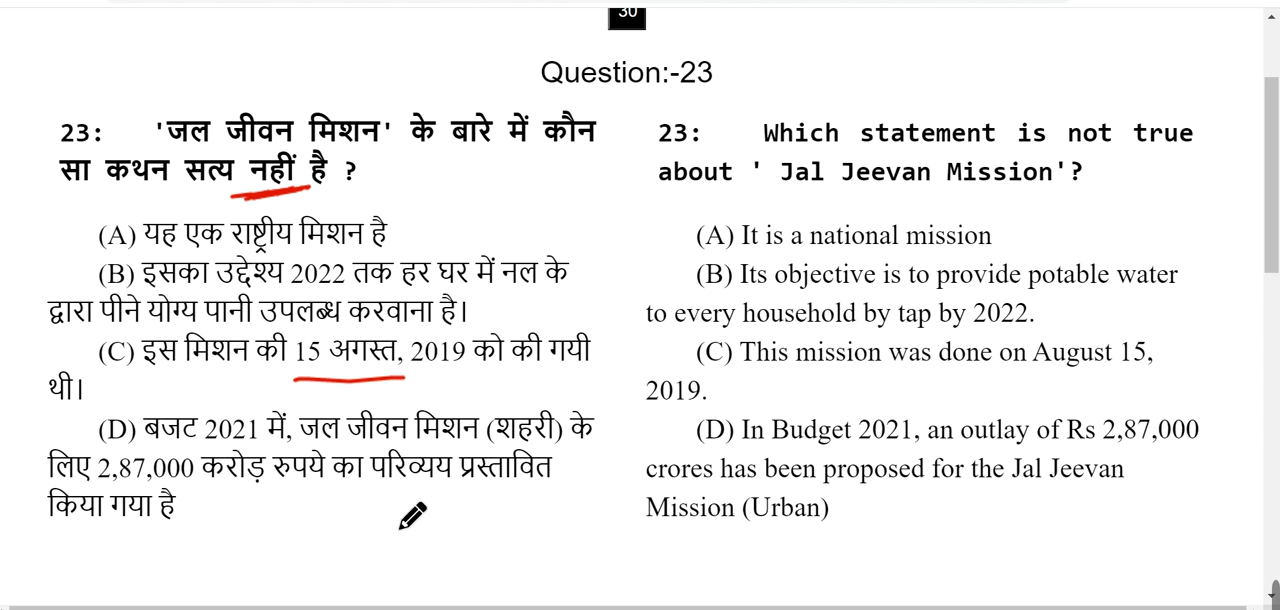 30
Question:-23
23: 'जल जीवन मिशन' के बारे में कौन
सा कथन सत्य नहीं है ?
(A) यह एक राष्ट्रीय मिशन है
(B) इसका उद्देश्य 2022 तक हर घर में नल के
द्वारा पीने योग्य पानी उपलब्ध करवाना है।
(C) इस मिशन की 15 अगस्त, 2019 को की गयी
थी।
(D) बजट 2021 में, जल जीवन मिशन (शहरी) के
लिए 2,87,000 करोड़ रुपये का परिव्यय प्रस्तावित
किया गया है
23: Which statement is not true
about ' Jal Jeevan Mission'?
(A) It is a national mission
(B) Its objective is to provide potable water
to every household by tap by 2022.
(C) This mission was done on August 15,
2019.
(D) In Budget 2021, an outlay of Rs 2,87,000
crores has been proposed for the Jal Jeevan
Mission (Urban)